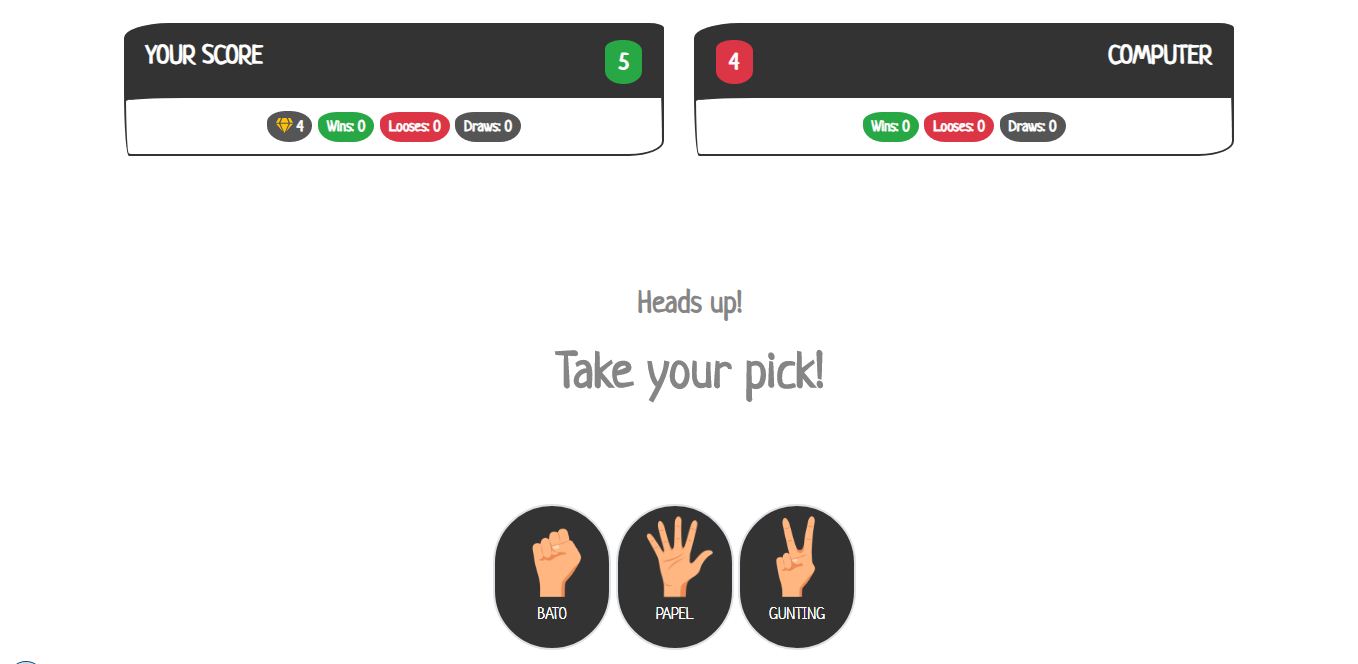 YOUR SCORE 5
4 Wins: 0 Looses: 0 Draws: 0
4 COMPUTER
Wins: 0 Looses: 0 Draws: 0
Heads up!
Take your pick!
BATO PAPEL GUNTING